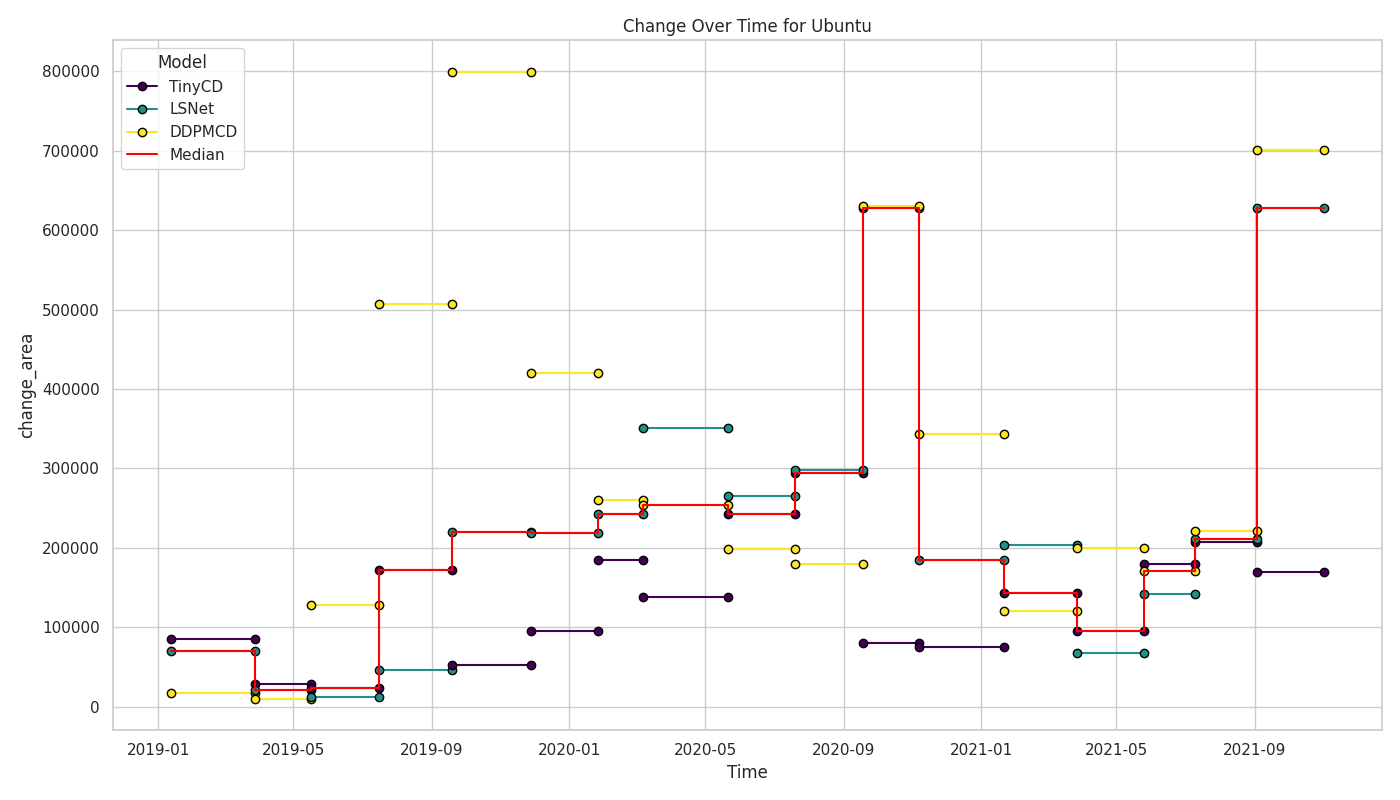 Change Over Time for Ubuntu
Model
TinyCD
LSNet
DDPMCD
Median
change_area
800000
700000
600000
500000
400000
300000
200000
100000
0
2019-01 2019-05 2019-09 2020-01 2020-05 2020-09 2021-01 2021-05 2021-09
Time